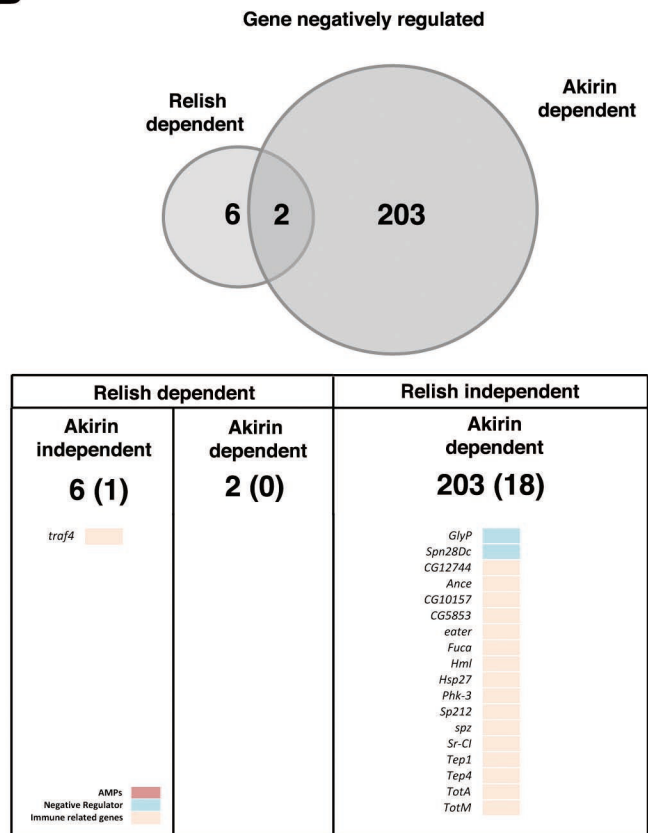 Gene negatively regulated
Relish
dependent
Akirin
dependent
6
2
203
Relish dependent
Relish independent
Akirin
independent
6 (1)
Akirin
dependent
2 (0)
Akirin
dependent
203 (18)
traf4
GlyP
Spn28Dc
CG12744
Ance
CG10157
CG5853
eater
Fuca
Hml
Hsp27
Phk-3
Sp212
spz
Sr-CI
Tep1
Tep4
TotA
TotM
AMPs
Negative Regulator
Immune related genes